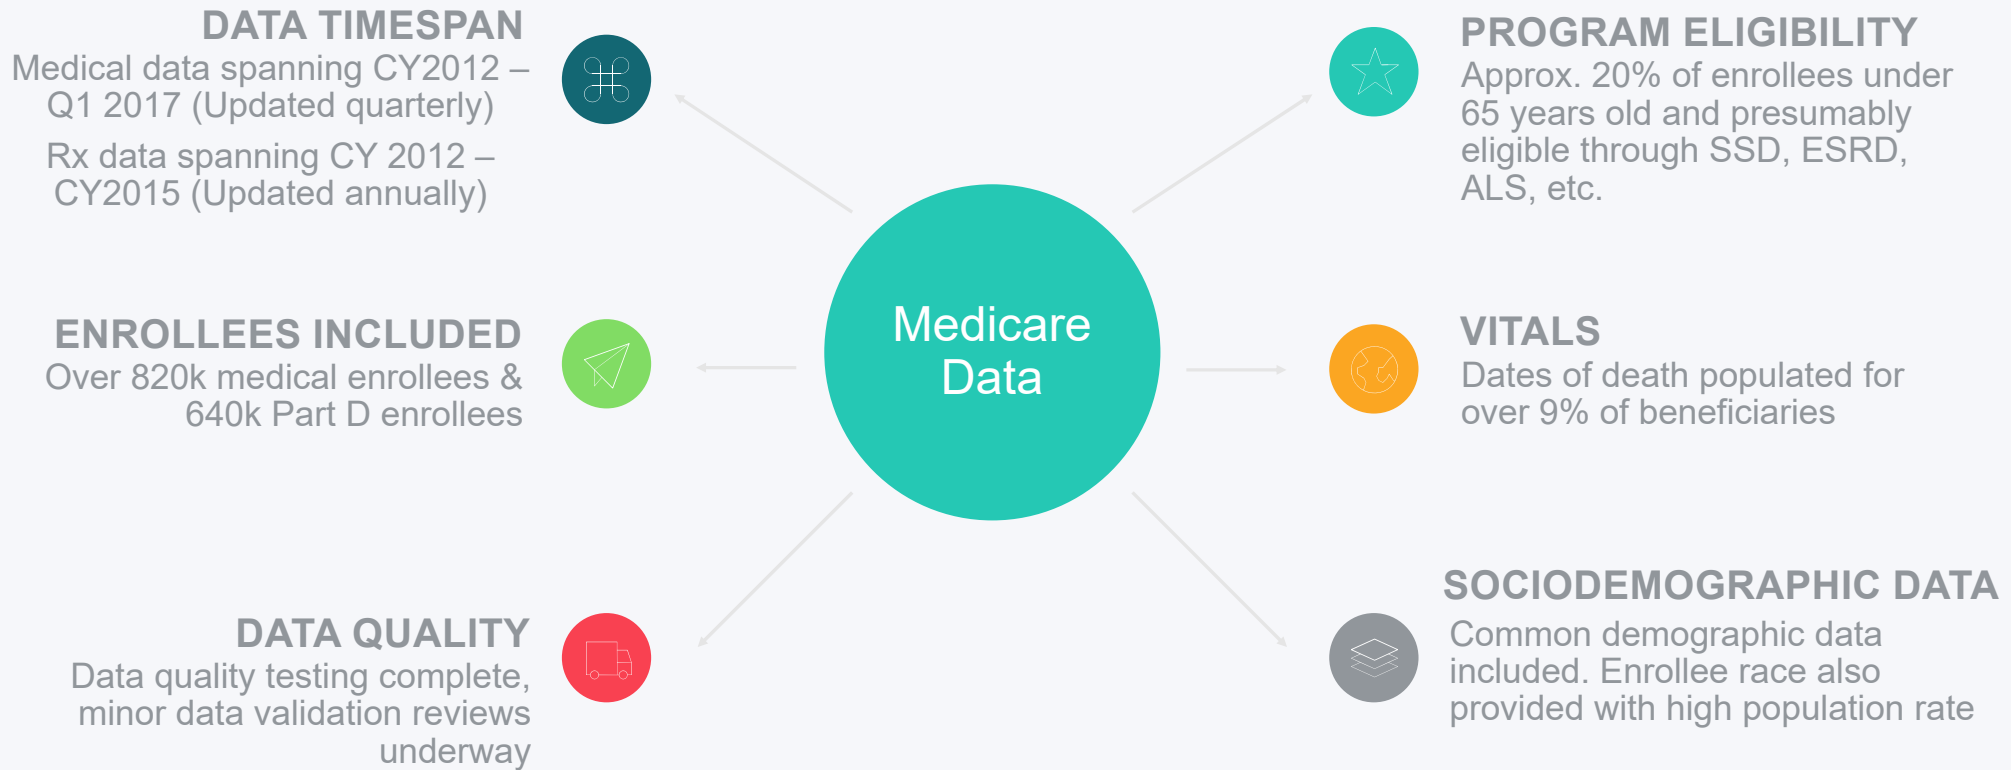 DATA TIMESPAN
Medical data spanning CY2012 –
Q1 2017 (Updated quarterly)
Rx data spanning CY 2012 –
CY2015 (Updated annually)
ENROLLEES INCLUDED
Over 820k medical enrollees &
640k Part D enrollees
DATA QUALITY
Data quality testing complete,
minor data validation reviews
underway
Medicare
Data
PROGRAM ELIGIBILITY
Approx. 20% of enrollees under
65 years old and presumably
eligible through SSD, ESRD,
ALS, etc.
VITALS
Dates of death populated for
over 9% of beneficiaries
SOCIODEMOGRAPHIC DATA
Common demographic data
included. Enrollee race also
provided with high population rate